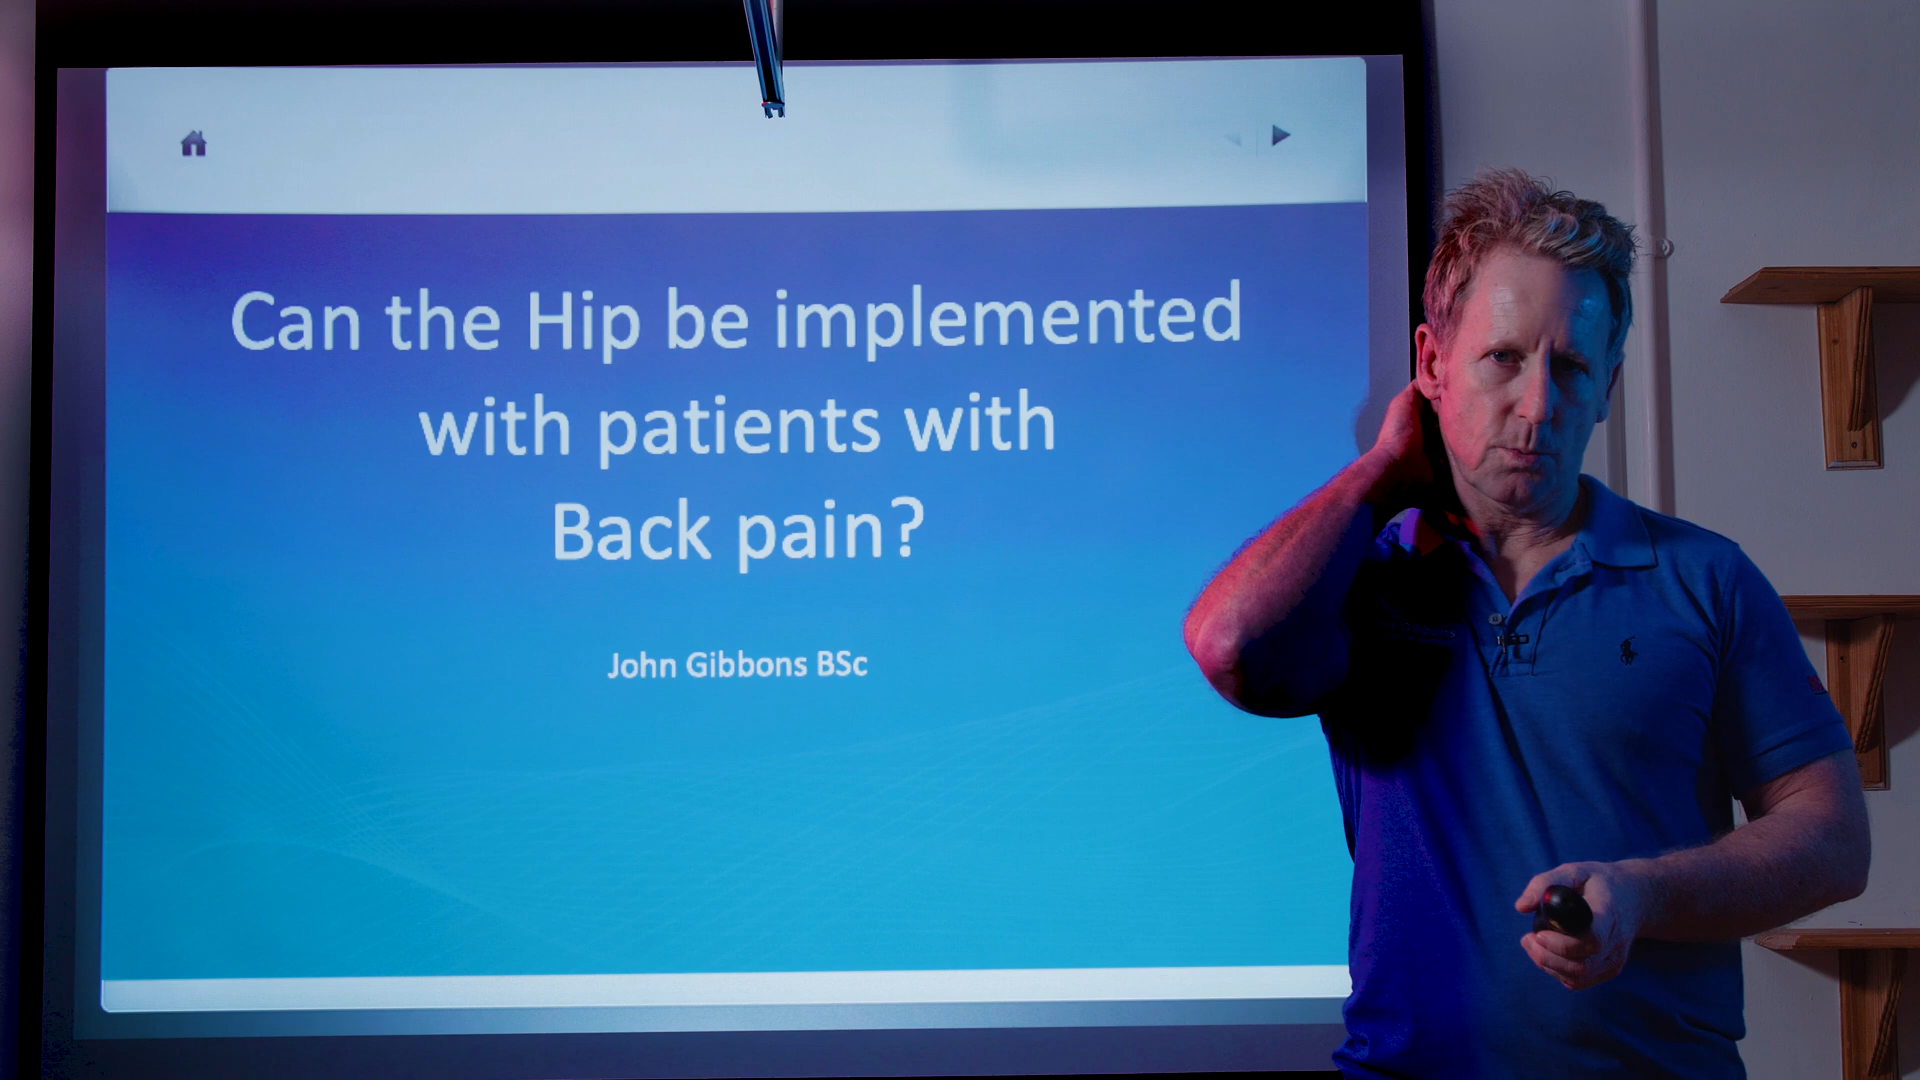 Can the Hip be implemented
with patients with
Back pain?
John Gibbons BSc